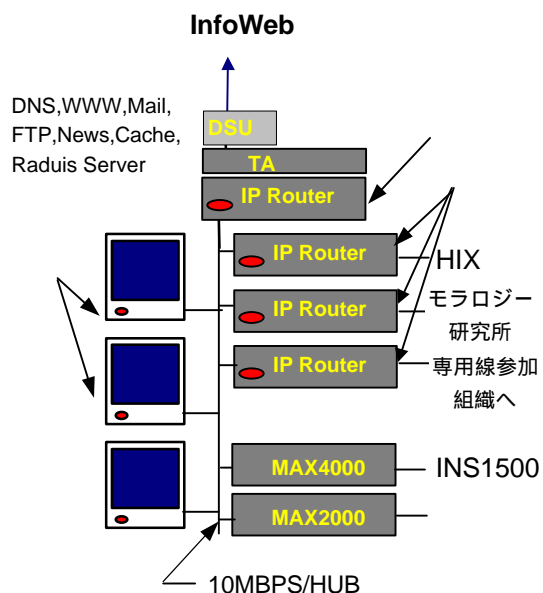 InfoWeb
DNS,WWW,Mail,
FTP,News,Cache,
Raduis Server
DSU
TA
IP Router
IP Router
HIX
IP Router
モラロジー
研究所
IP Router
専用線参加
組織へ
MAX4000
INS1500
MAX2000
10MBPS/HUB